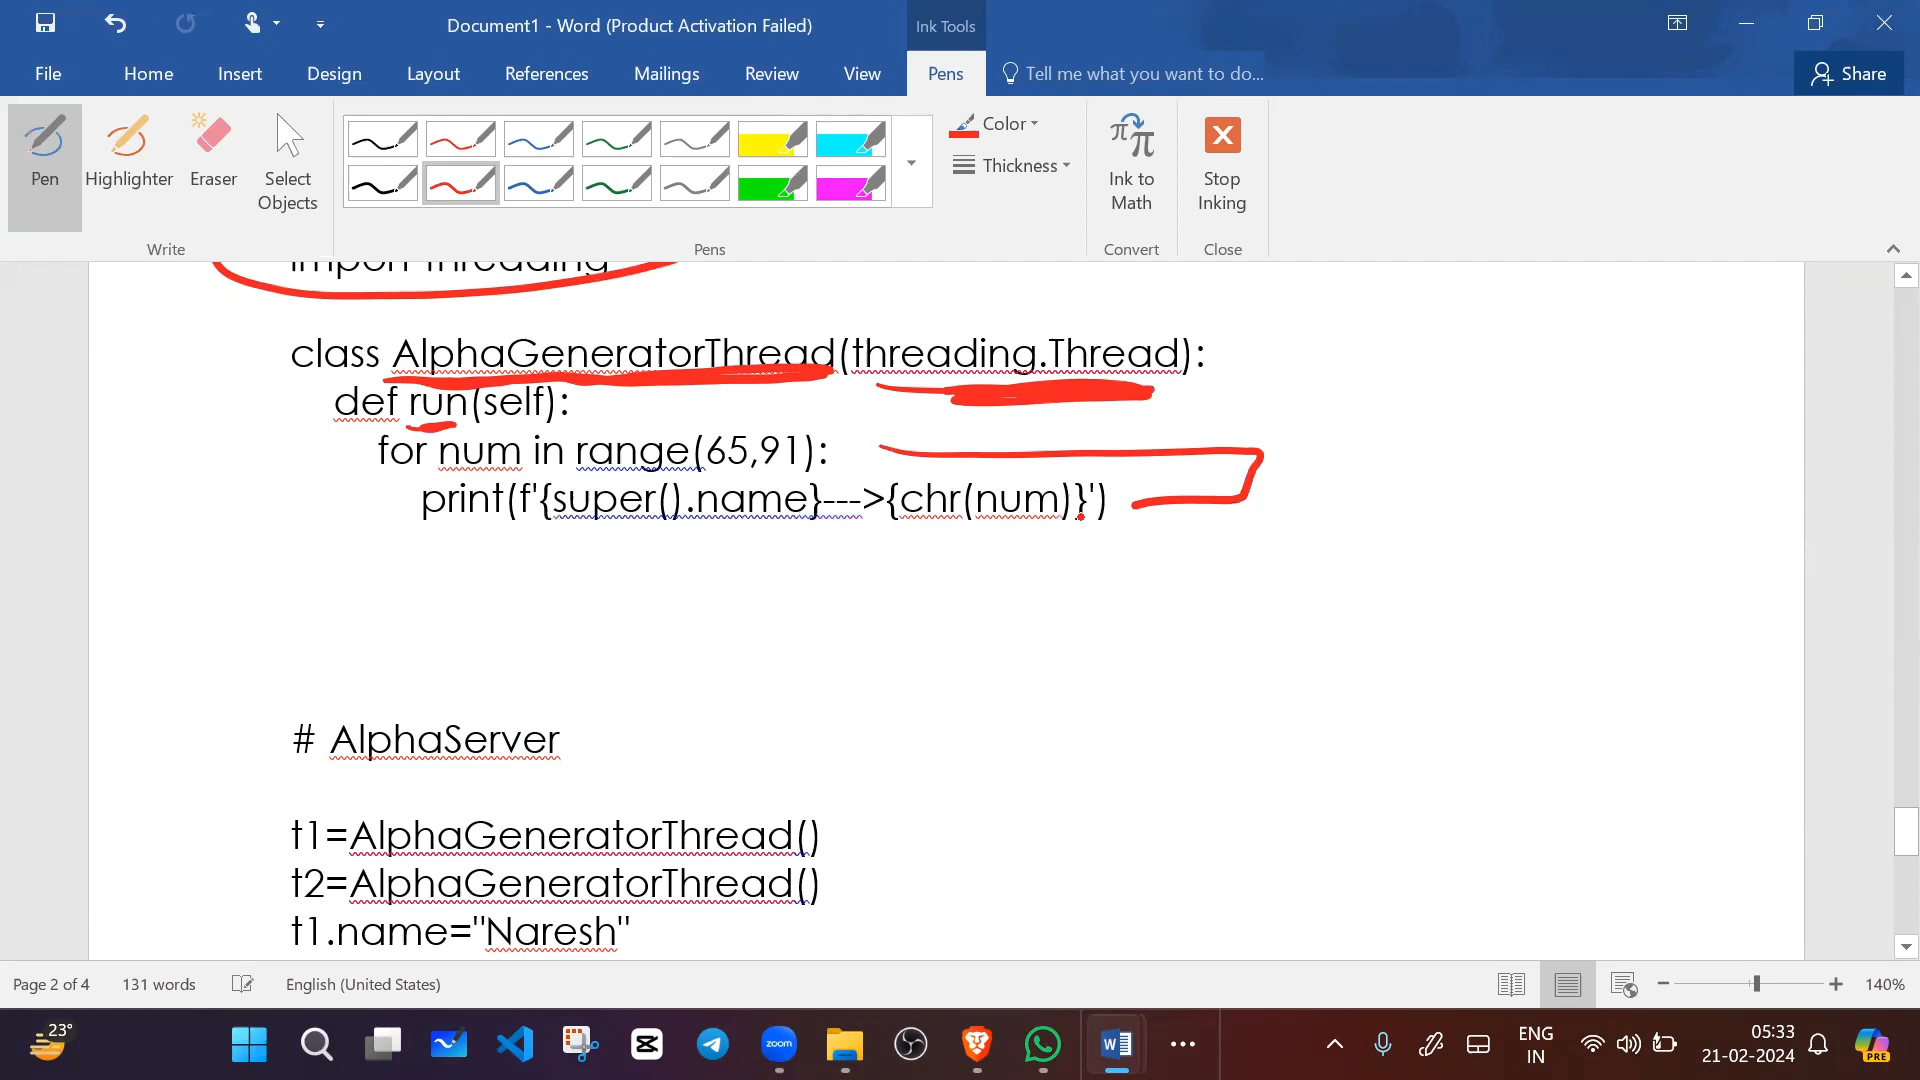 Document1 - Word (Product Activation Failed)
Ink Tools
File
Home
Insert
Design
Layout
References
Mailings
Review
View
Pens
Tell me what you want to do...
Share
Pen
Highlighter
Eraser
Select
Objects
Color
Thickness
Ink to
Math
Stop
Inking
Write
Pens
Convert
Close
import threading
class AlphaGeneratorThread(threading.Thread):
def run(self):
for num in range(65,91):
print(f'{super().name}--->{chr(num)}')
# AlphaServer
t1=AlphaGeneratorThread()
t2=AlphaGeneratorThread()
t1.name="Naresh"
Page 2 of 4
131 words
English (United States)
140%
23°
zoom
ENG
IN
05:33
21-02-2024
PRE